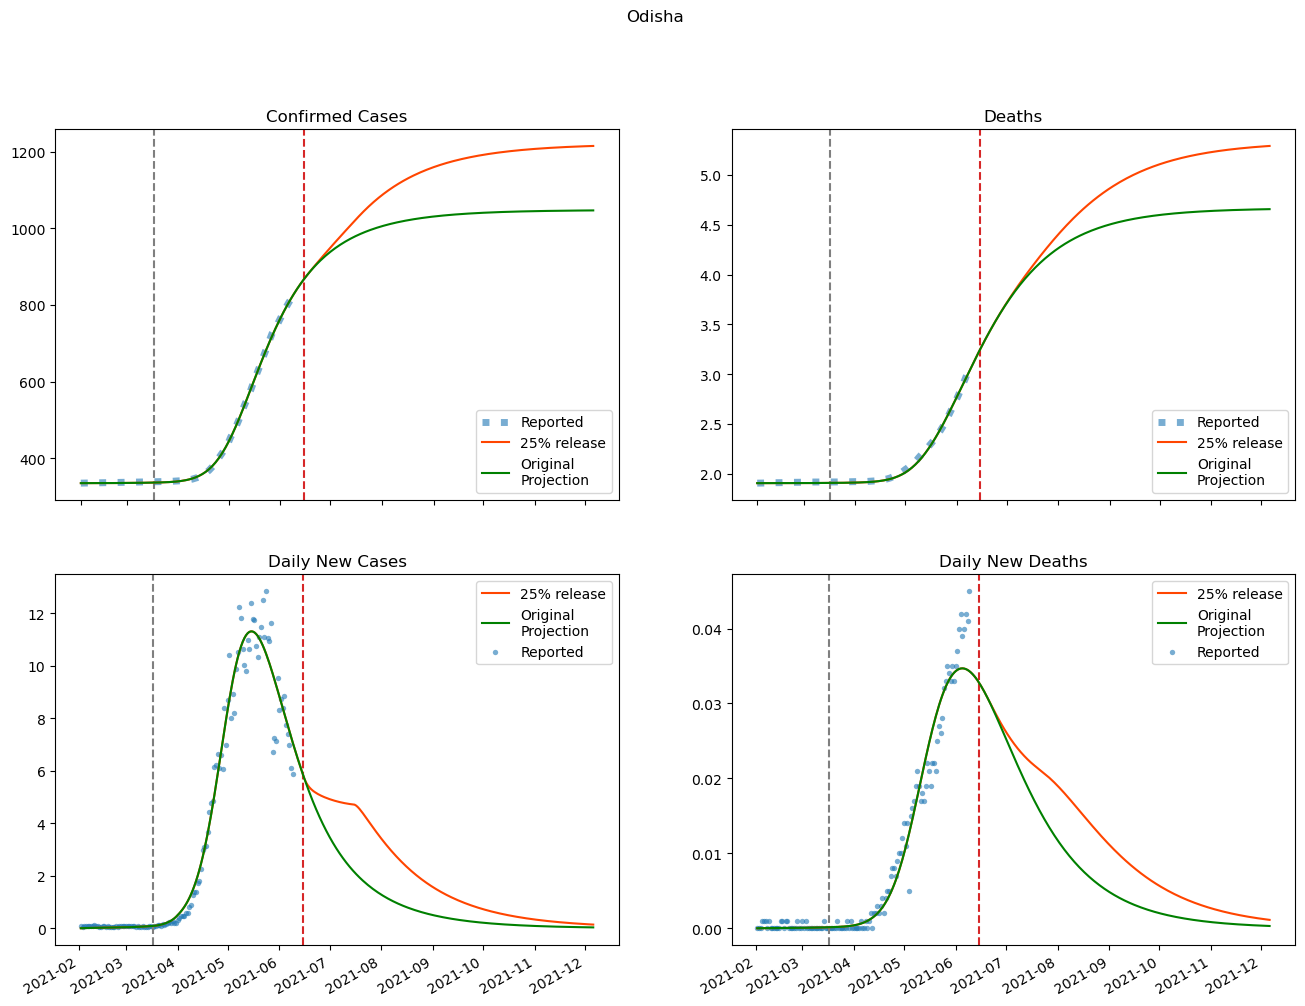 Odisha
Confirmed Cases
1200
1000
800
600
400
Reported
25% release
Original
Projection
Deaths
5.0
4.5
4.0
3.5
3.0
2.5
2.0
Reported
25% release
Original
Projection
Daily New Cases
12
10
8
6
4
2
0
25% release
Original
Projection
Reported
2021-02
2021-03
2021-04
2021-05
2021-06
2021-07
2021-08
2021-09
2021-10
2021-11
2021-12
Daily New Deaths
0.04
0.03
0.02
0.01
0.00
25% release
Original
Projection
Reported
2021-02
2021-03
2021-04
2021-05
2021-06
2021-07
2021-08
2021-09
2021-10
2021-11
2021-12